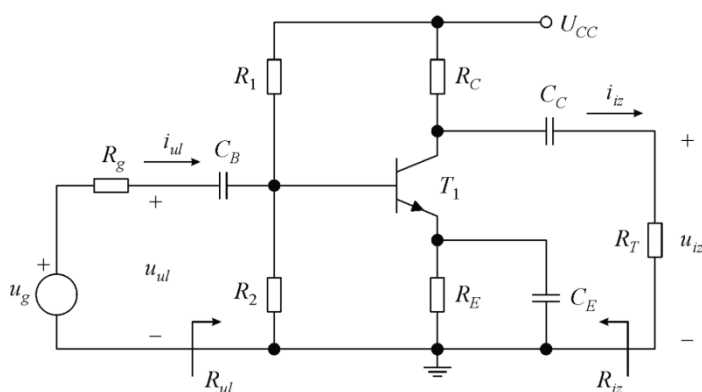 U_CC
R_1
R_C
C_C
i_iz
i_ul
C_B
R_g
+
+
T_1
+
u_ul
R_T
u_iz
u_g
R_2
R_E
C_E
−
−
R_ul
R_iz